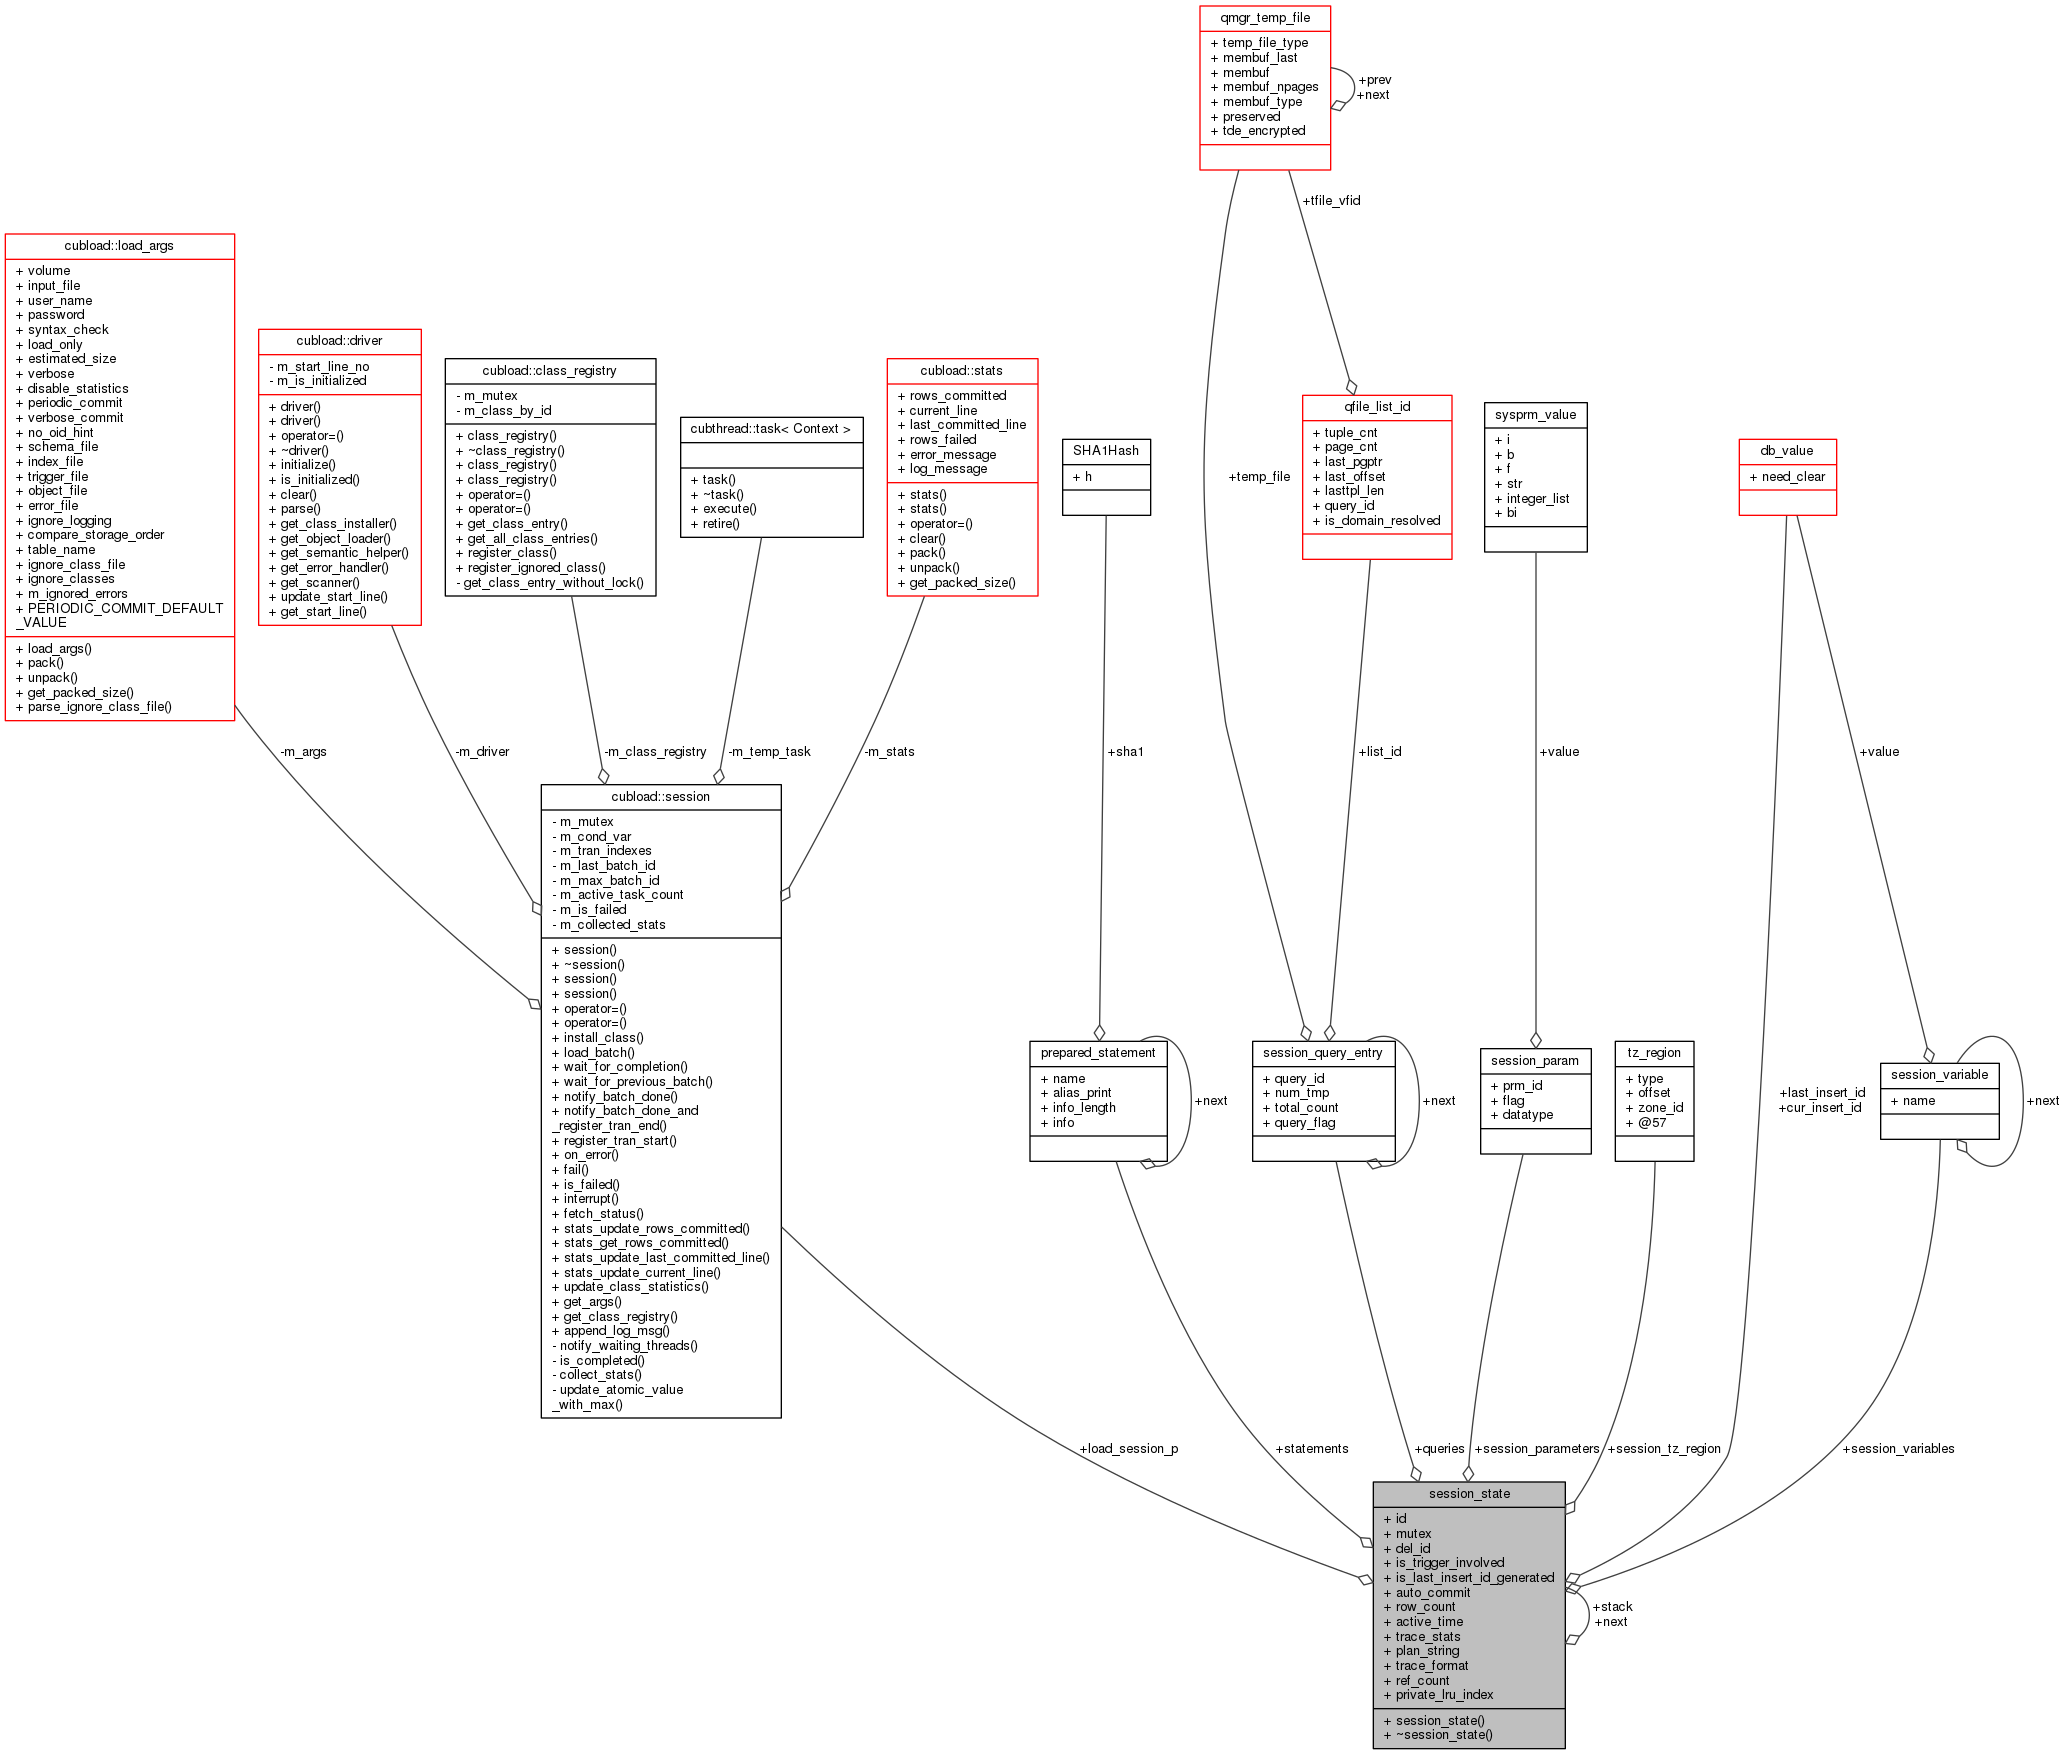 qmgr_temp_file
+ temp_file_type
+ membuf_last
+ membuf
+ membuf_npages
+ membuf_type
+ preserved
+ tde_encrypted
+prev
+next
+tfile_vfid
cubload::load_args
+ volume
+ input_file
+ user_name
+ password
+ syntax_check
+ load_only
+ estimated_size
+ verbose
+ disable_statistics
+ periodic_commit
+ verbose_commit
+ no_oid_hint
+ schema_file
+ index_file
+ trigger_file
+ object_file
+ error_file
+ ignore_logging
+ compare_storage_order
+ table_name
+ ignore_class_file
+ ignore_classes
+ m_ignored_errors
+ PERIODIC_COMMIT_DEFAULT
_VALUE
+ load_args()
+ pack()
+ unpack()
+ get_packed_size()
+ parse_ignore_class_file()
cubload::driver
- m_start_line_no
- m_is_initialized
+ driver()
+ driver()
+ operator=()
+ ~driver()
+ initialize()
+ is_initialized()
+ clear()
+ parse()
+ get_class_installer()
+ get_object_loader()
+ get_semantic_helper()
+ get_error_handler()
+ get_scanner()
+ update_start_line()
+ get_start_line()
cubload::class_registry
- m_mutex
- m_class_by_id
+ class_registry()
+ ~class_registry()
+ class_registry()
+ class_registry()
+ operator=()
+ operator=()
+ get_class_entry()
+ get_all_class_entries()
+ register_class()
+ register_ignored_class()
- get_class_entry_without_lock()
cubthread::task< Context >
+ task()
+ ~task()
+ execute()
+ retire()
cubload::stats
+ rows_committed
+ current_line
+ last_committed_line
+ rows_failed
+ error_message
+ log_message
+ stats()
+ stats()
+ operator=()
+ clear()
+ pack()
+ unpack()
+ get_packed_size()
SHA1Hash
+ h
+temp_file
qfile_list_id
+ tuple_cnt
+ page_cnt
+ last_pgptr
+ last_offset
+ lasttpl_len
+ query_id
+ is_domain_resolved
sysprm_value
+ i
+ b
+ f
+ str
+ integer_list
+ bi
db_value
+ need_clear
-m_args
-m_driver
-m_class_registry
-m_temp_task
-m_stats
+sha1
+list_id
+value
+value
cubload::session
- m_mutex
- m_cond_var
- m_tran_indexes
- m_last_batch_id
- m_max_batch_id
- m_active_task_count
- m_is_failed
- m_collected_stats
+ session()
+ ~session()
+ session()
+ session()
+ operator=()
+ operator=()
+ install_class()
+ load_batch()
+ wait_for_completion()
+ wait_for_previous_batch()
+ notify_batch_done()
+ notify_batch_done_and
_register_tran_end()
+ register_tran_start()
+ on_error()
+ fail()
+ is_failed()
+ interrupt()
+ fetch_status()
+ stats_update_rows_committed()
+ stats_get_rows_committed()
+ stats_update_last_committed_line()
+ stats_update_current_line()
+ update_class_statistics()
+ get_args()
+ get_class_registry()
+ append_log_msg()
- notify_waiting_threads()
- is_completed()
- collect_stats()
- update_atomic_value
_with_max()
prepared_statement
+ name
+ alias_print
+ info_length
+ info
+next
session_query_entry
+ query_id
+ num_tmp
+ total_count
+ query_flag
+next
session_param
+ prm_id
+ flag
+ datatype
tz_region
+ type
+ offset
+ zone_id
+ @57
+last_insert_id
+cur_insert_id
session_variable
+ name
+next
+load_session_p
+statements
+queries
+session_parameters
+session_tz_region
+session_variables
session_state
+ id
+ mutex
+ del_id
+ is_trigger_involved
+ is_last_insert_id_generated
+ auto_commit
+ row_count
+ active_time
+ trace_stats
+ plan_string
+ trace_format
+ ref_count
+ private_lru_index
+ session_state()
+ ~session_state()
+stack
+next